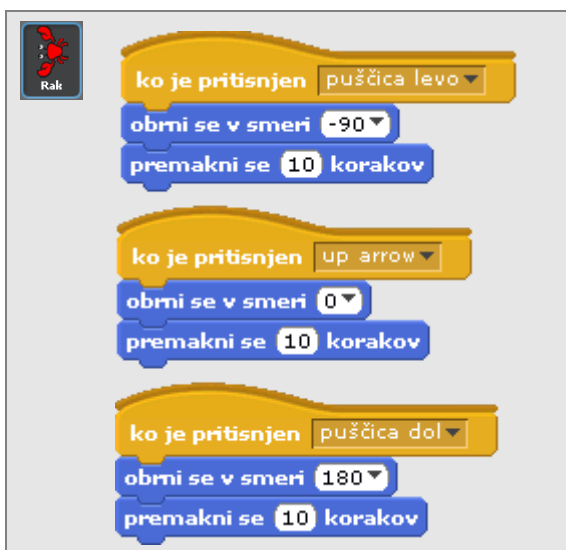 Rak
ko je pritisnjen puščica levo
obrni se v smeri -90
premakni se 10 korakov
ko je pritisnjen up arrow
obrni se v smeri 0
premakni se 10 korakov
ko je pritisnjen puščica dol
obrni se v smeri 180
premakni se 10 korakov